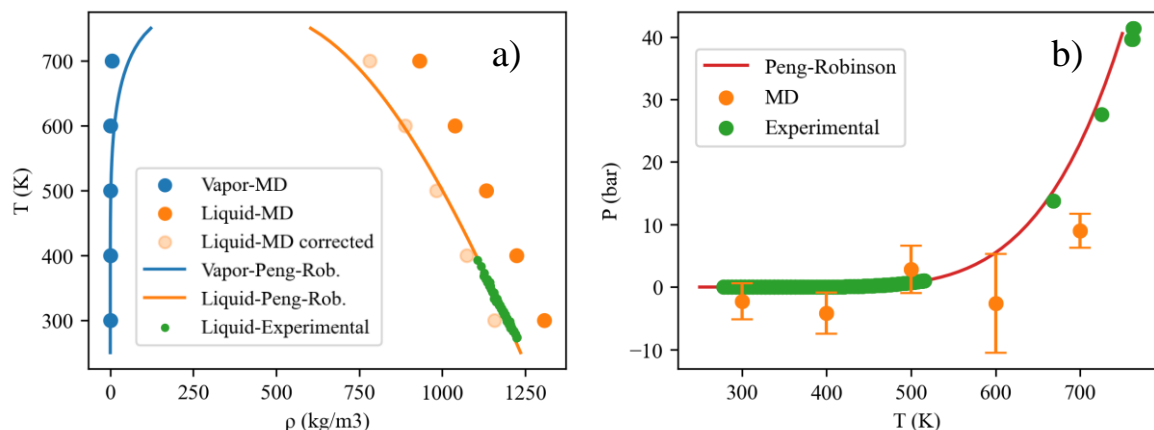 a)
700
600
500
400
300
T (K)
Vapor-MD
Liquid-MD
Liquid-MD corrected
Vapor-Peng-Rob.
Liquid-Peng-Rob.
Liquid-Experimental
0 250 500 750 1000 1250
ρ (kg/m3)
b)
40
30
20
10
0
−10
P (bar)
Peng-Robinson
MD
Experimental
300 400 500 600 700
T (K)